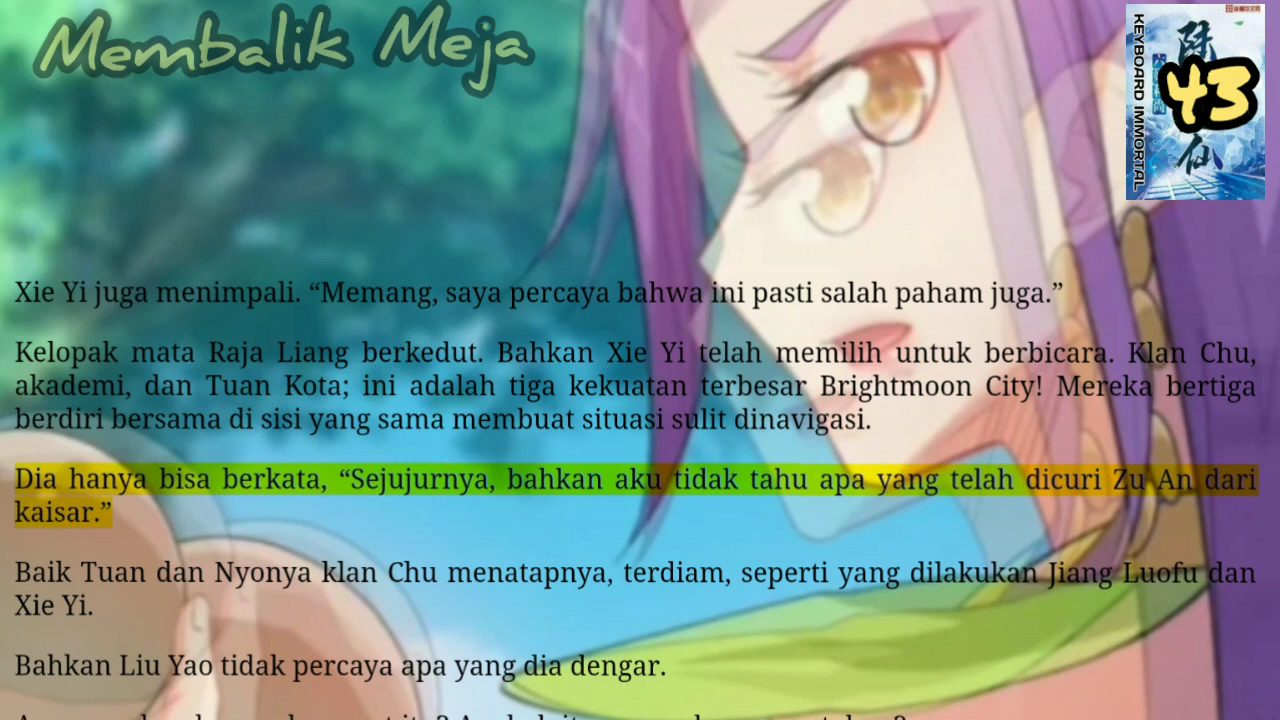 Membalik Meja
KEYBOARD IMMORTAL
43
仙
Xie Yi juga menimpali. “Memang, saya percaya bahwa ini pasti salah paham juga.”
Kelopak mata Raja Liang berkedut. Bahkan Xie Yi telah memilih untuk berbicara. Klan Chu,
akademi, dan Tuan Kota; ini adalah tiga kekuatan terbesar Brightmoon City! Mereka bertiga
berdiri bersama di sisi yang sama membuat situasi sulit dinavigasi.
Dia hanya bisa berkata, “Sejujurnya, bahkan aku tidak tahu apa yang telah dicuri Zu An dari
kaisar.”
Baik Tuan dan Nyonya klan Chu menatapnya, terdiam, seperti yang dilakukan Jiang Luofu dan
Xie Yi.
Bahkan Liu Yao tidak percaya apa yang dia dengar.